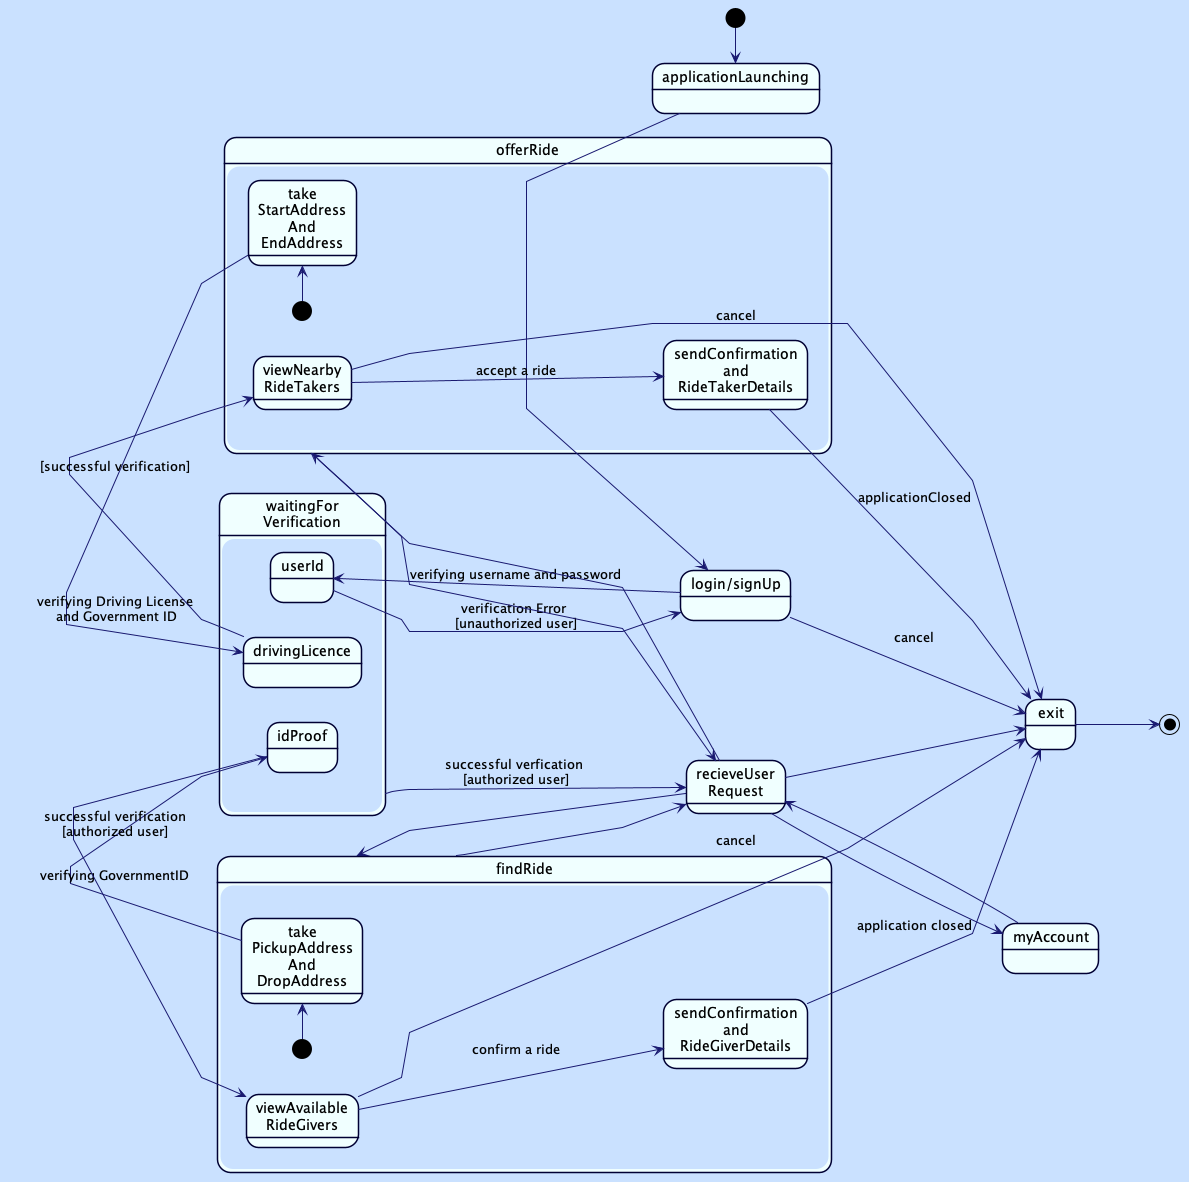 applicationLaunching
offerRide
take
StartAddress
And
EndAddress
cancel
sendConfirmation
and
RideTakerDetails
viewNearby
RideTakers
accept a ride
[successful verification]
applicationClosed
waitingFor
Verification
userId
verifying username and password
login/signUp
verification Error
[unauthorized user]
verifying Driving License
and Government ID
cancel
drivingLicence
exit
idProof
successful verfication
[authorized user]
recieveUser
Request
successful verification
[authorized user]
cancel
findRide
verifying GovernmentID
take
PickupAddress
And
DropAddress
application closed
myAccount
sendConfirmation
and
RideGiverDetails
confirm a ride
viewAvailable
RideGivers